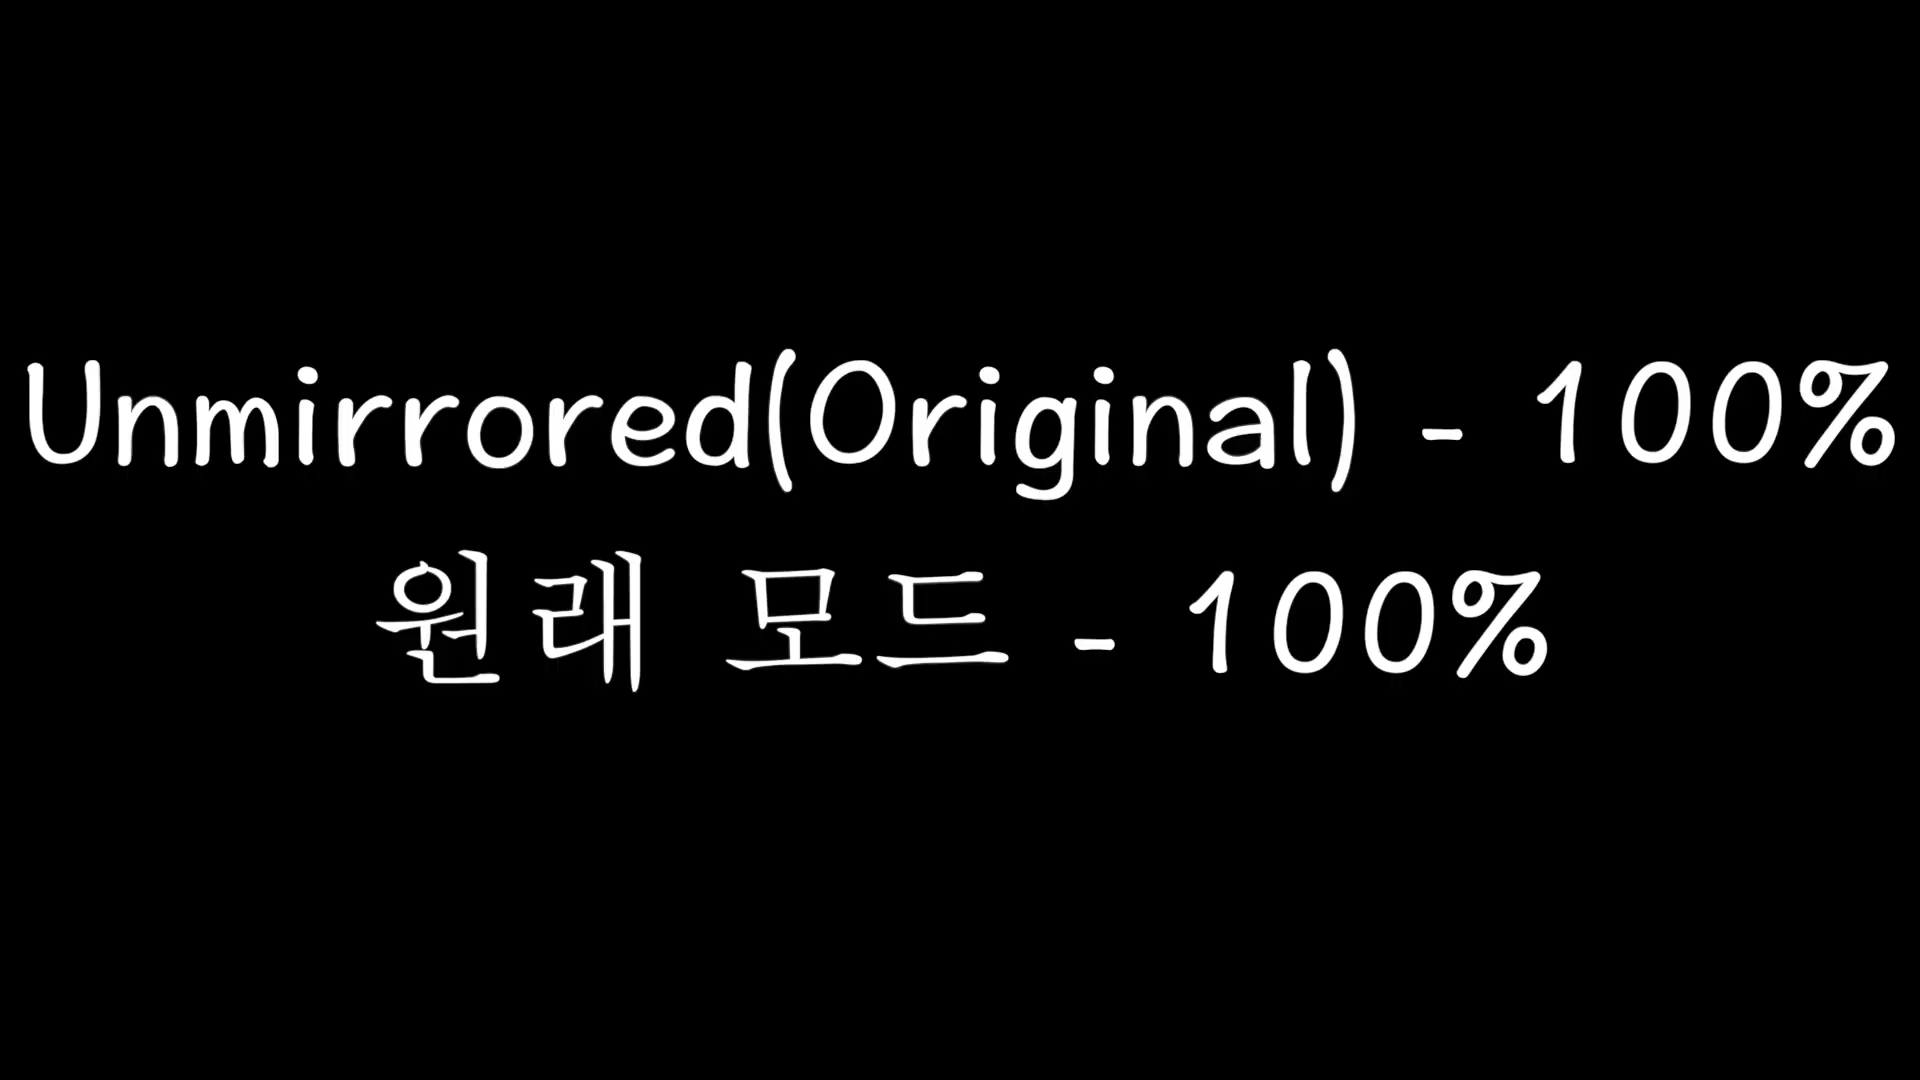 Unmirrored(Original) - 100%
원래 모드 - 100%